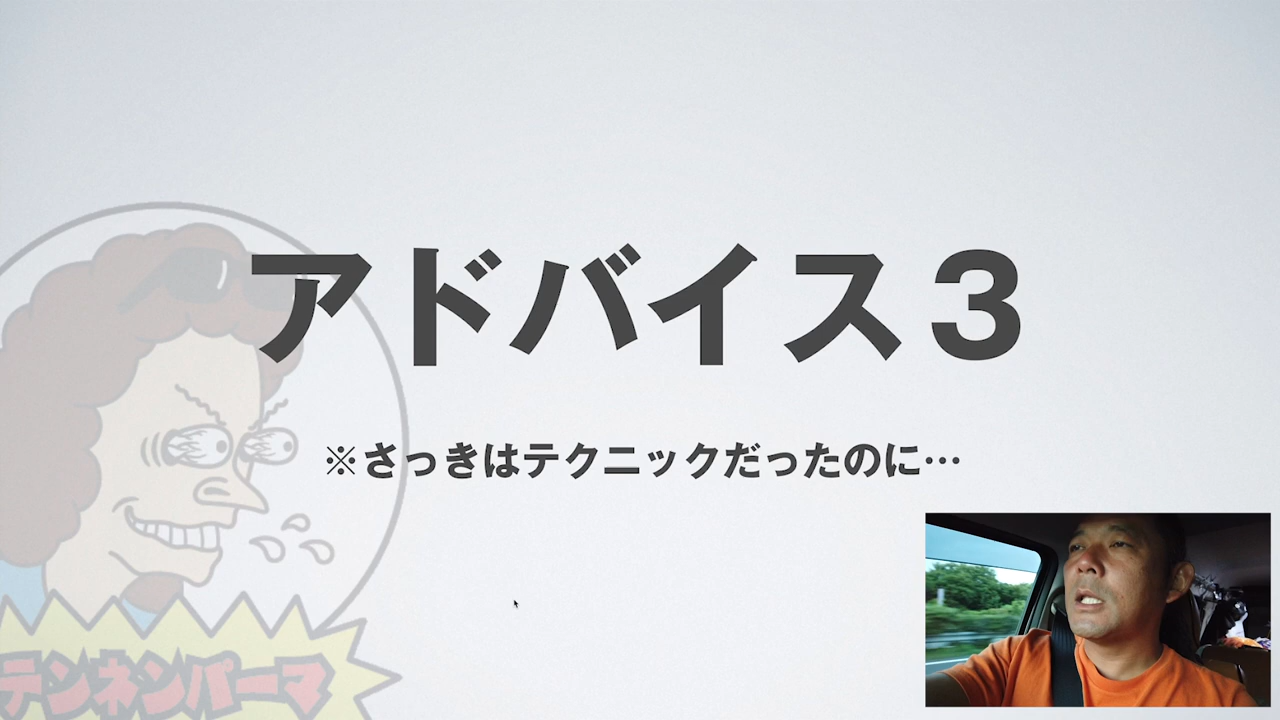 アドバイス3
※さっきはテクニックだったのに…
テンネンパーマ